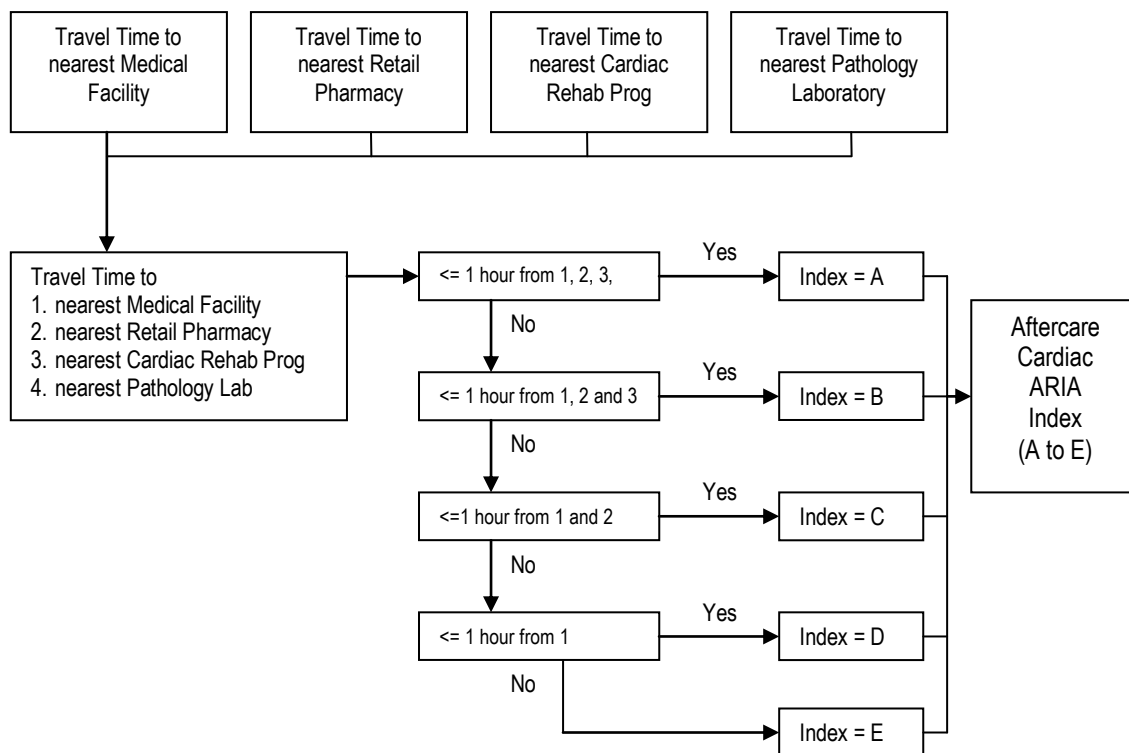 Travel Time to
nearest Medical
Facility
Travel Time to
nearest Retail
Pharmacy
Travel Time to
nearest Cardiac
Rehab Prog
Travel Time to
nearest Pathology
Laboratory
Travel Time to
1. nearest Medical Facility
2. nearest Retail Pharmacy
3. nearest Cardiac Rehab Prog
4. nearest Pathology Lab
<= 1 hour from 1, 2, 3,
Yes
Index = A
No
<= 1 hour from 1, 2 and 3
Yes
Index = B
No
<=1 hour from 1 and 2
Yes
Index = C
No
<= 1 hour from 1
Yes
Index = D
No
Index = E
Aftercare
Cardiac
ARIA
Index
(A to E)